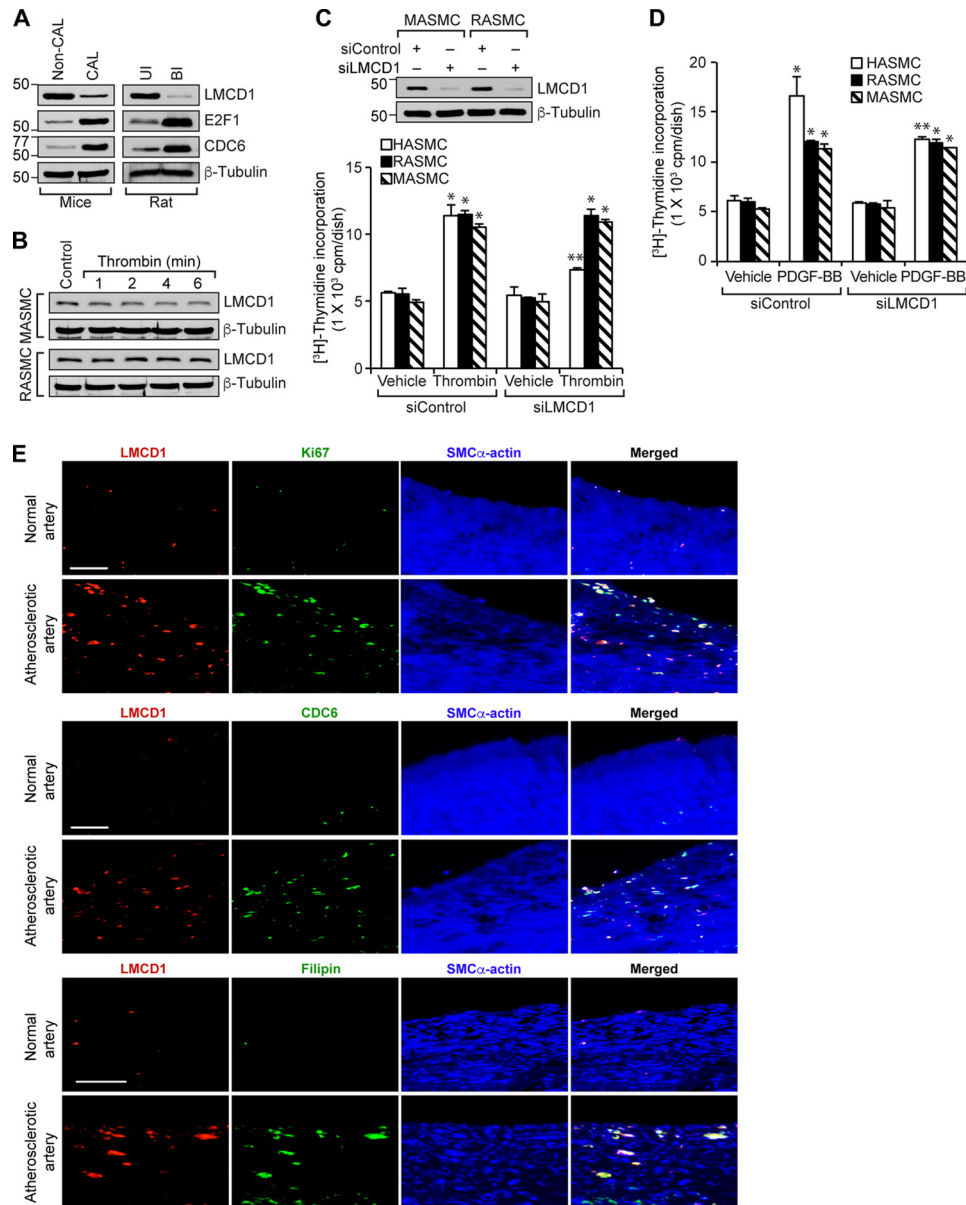 A
Non-CAL
CAL
UI
BI
50
LMCD1
50
E2F1
77
50
CDC6
50
β-Tubulin
Mice
Rat
B
Control
Thrombin (min)
1 2 4 6
MASMC
LMCD1
β-Tubulin
RASMC
LMCD1
β-Tubulin
C
MASMC RASMC
siControl + – + –
siLMCD1 – + – +
50
LMCD1
50
β-Tubulin
HASMC
RASMC
MASMC
[³H]-Thymidine incorporation
(1 X 10³ cpm/dish)
15
10
5
0
* * *
** * *
Vehicle Thrombin Vehicle Thrombin
siControl siLMCD1
D
HASMC
RASMC
MASMC
[³H]-Thymidine incorporation
(1 X 10³ cpm/dish)
20
15
10
5
0
* * *
** * *
Vehicle PDGF-BB Vehicle PDGF-BB
siControl siLMCD1
E
LMCD1 Ki67 SMCα-actin Merged
Normal
artery
Atherosclerotic
artery
LMCD1 CDC6 SMCα-actin Merged
Normal
artery
Atherosclerotic
artery
LMCD1 Filipin SMCα-actin Merged
Normal
artery
Atherosclerotic
artery